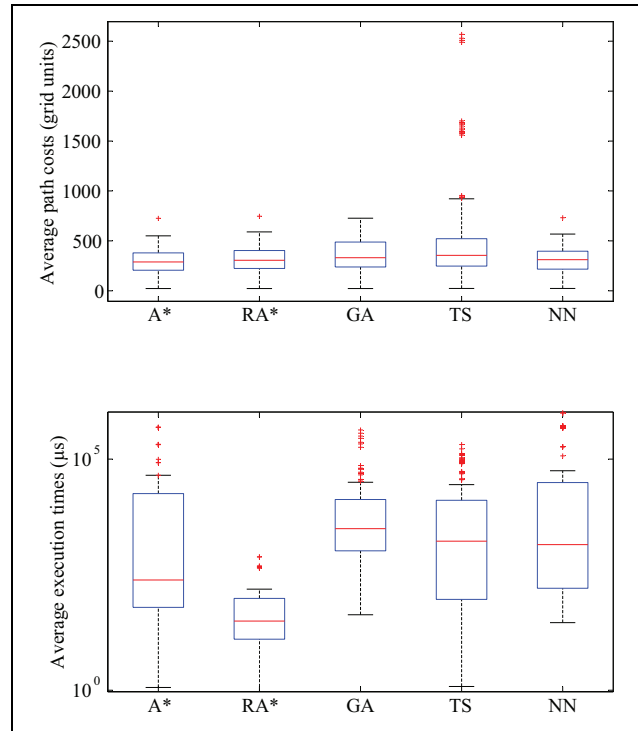 Average path costs (grid units)
2500
2000
1500
1000
500
0
A* RA* GA TS NN
Average execution times (µs)
10^5
10^0
A* RA* GA TS NN